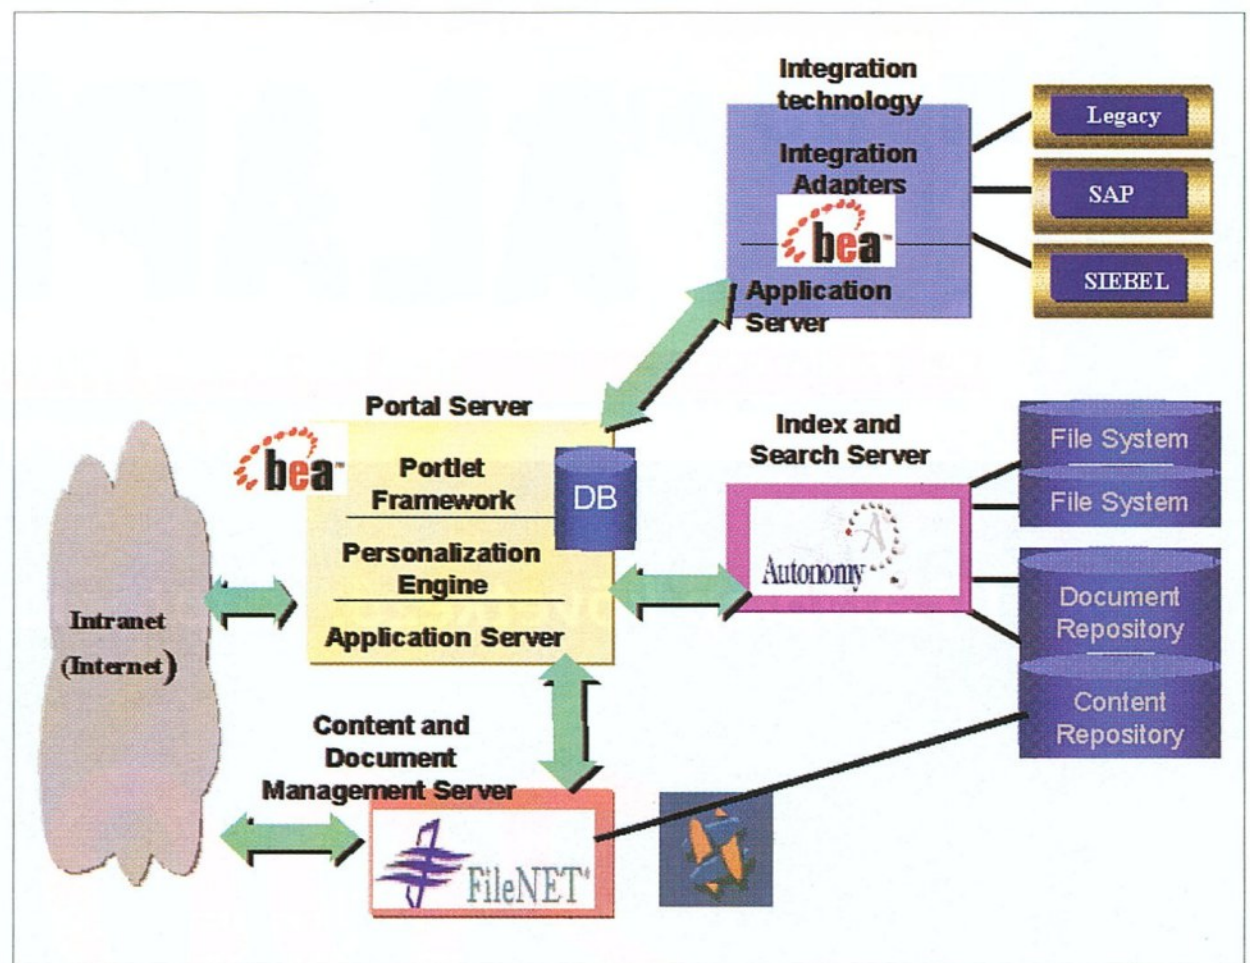 Integration
technology
Integration
Adapters
bea™
Application
Server
Legacy
SAP
SIEBEL
Portal Server
bea™
Portlet
Framework
DB
Personalization
Engine
Application Server
Intranet
(Internet)
Index and
Search Server
A
Autonomy
File System
File System
Document
Repository
Content
Repository
Content and
Document
Management Server
FileNET